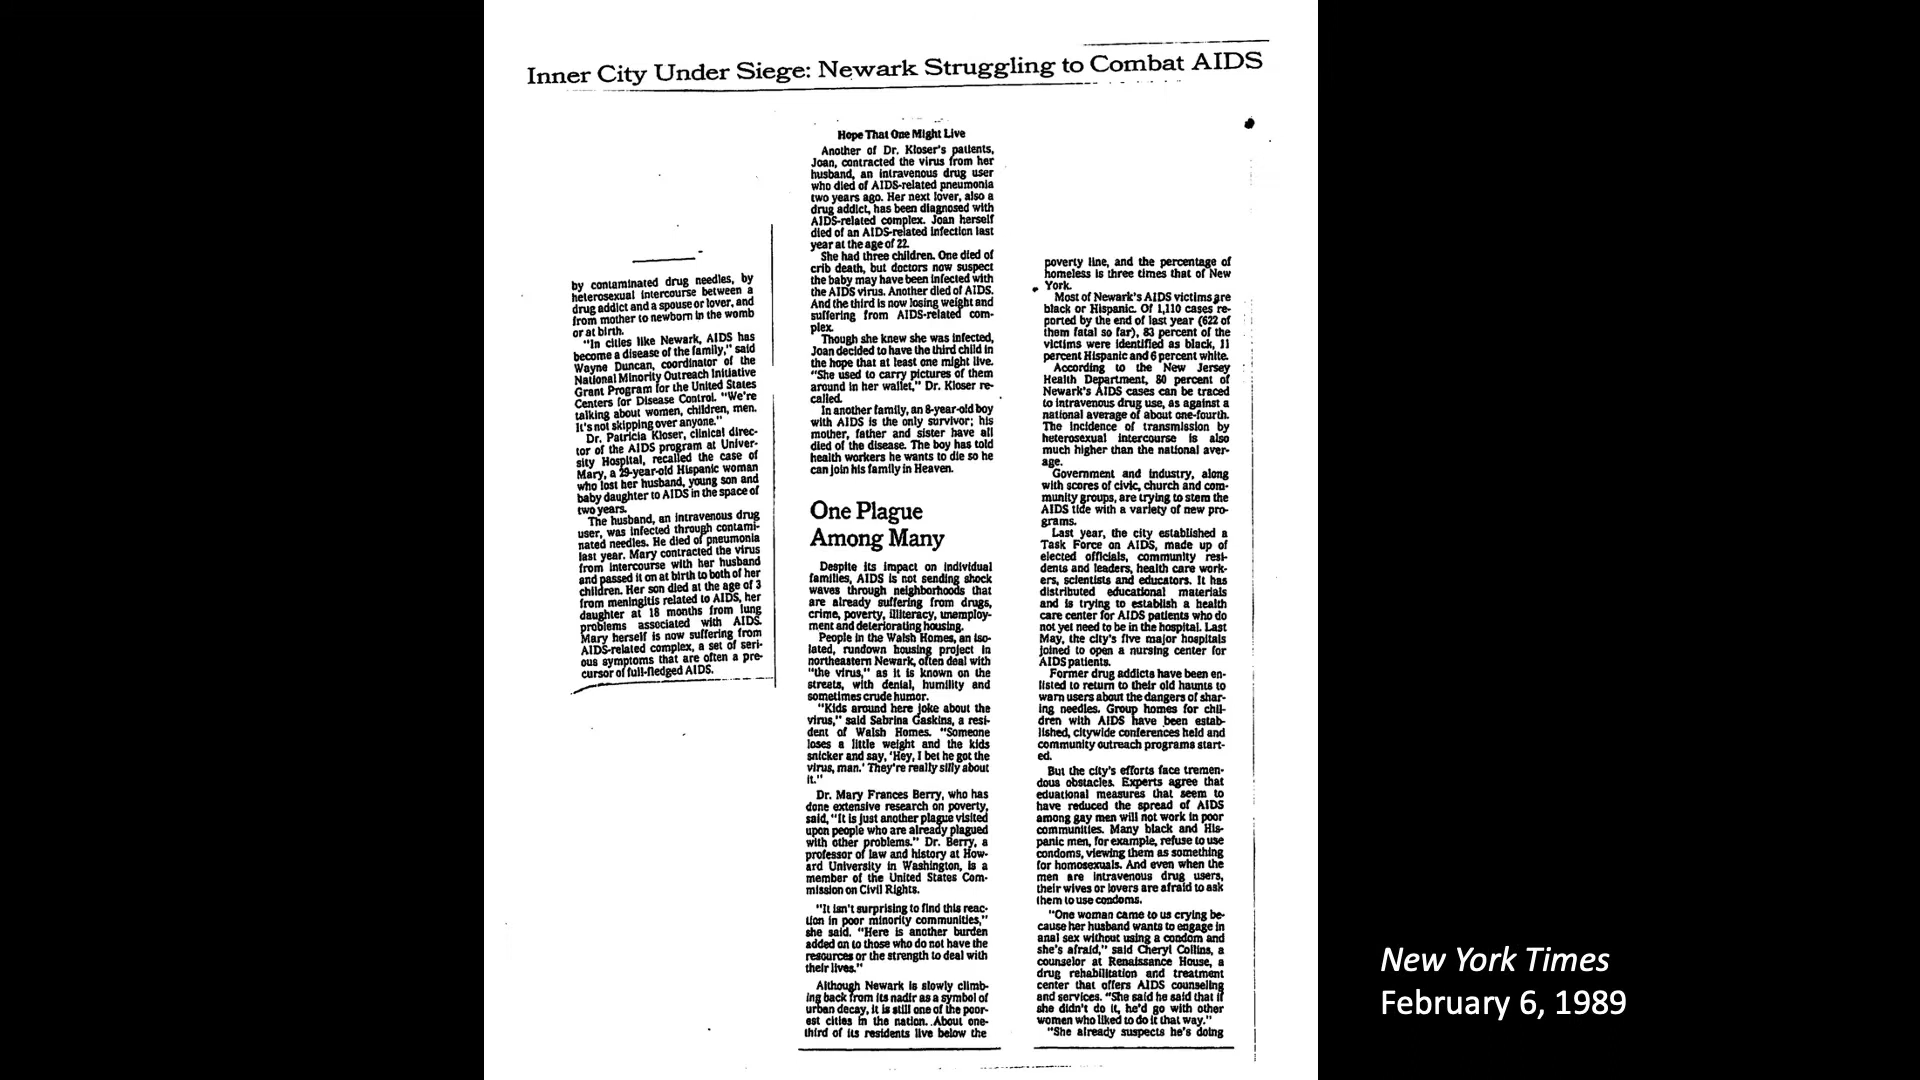 Inner City Under Siege: Newark Struggling to Combat AIDS
by contaminated drug needles, by
heterosexual intercourse between a
drug addict and a spouse or lover, and
from mother to newborn in the womb
or at birth.
"In cities like Newark, AIDS has
become a disease of the family," said
Wayne Duncan, coordinator of the
National Minority Outreach Initiative
Grant Program for the United States
Centers for Disease Control. "We're
talking about women, children, men.
It's not skipping over anyone."
Dr. Patricia Kloser, clinical direc-
tor of the AIDS program at Univer-
sity Hospital, recalled the case of
Mary, a 29-year-old Hispanic woman
who lost her husband, young son and
baby daughter to AIDS in the space of
two years.
The husband, an intravenous drug
user, was infected through contami-
nated needles. He died of pneumonia
last year. Mary contracted the virus
from intercourse with her husband
and passed it on at birth to both of her
children. Her son died at the age of 3
from meningitis related to AIDS, her
daughter at 18 months from lung
problems associated with AIDS.
Mary herself is now suffering from
AIDS-related complex, a set of seri-
ous symptoms that are often a pre-
cursor of full-fledged AIDS.
Hope That One Might Live
Another of Dr. Kloser's patients,
Joan, contracted the virus from her
husband, an intravenous drug user
who died of AIDS-related pneumonia
two years ago. Her next lover, also a
drug addict, has been diagnosed with
AIDS-related complex. Joan herself
died of an AIDS-related infection last
year at the age of 22.
She had three children. One died of
crib death, but doctors now suspect
the baby may have been infected with
the AIDS virus. Another died of AIDS.
And the third is now losing weight and
suffering from AIDS-related com-
plex.
Though she knew she was infected,
Joan decided to have the third child in
the hope that at least one might live.
"She used to carry pictures of them
around in her wallet," Dr. Kloser re-
called.
In another family, an 8-year-old boy
with AIDS is the only survivor; his
mother, father and sister have all
died of the disease. The boy has told
health workers he wants to die so he
can join his family in Heaven.
One Plague
Among Many
Despite its impact on individual
families, AIDS is not sending shock
waves through neighborhoods that
are already suffering from drugs,
crime, poverty, illiteracy, unemploy-
ment and deteriorating housing.
People in the Walsh Homes, an iso-
lated, rundown housing project in
northeastern Newark, often deal with
"the virus," as it is known on the
streets, with denial, humility and
sometimes crude humor.
"Kids around here joke about the
virus," said Sabrina Gaskins, a resi-
dent of Walsh Homes. "Someone
loses a little weight and the kids
snicker and say, 'Hey, I bet he got the
virus, man.' They're really silly about
it."
Dr. Mary Frances Berry, who has
done extensive research on poverty,
said, "It is just another plague visited
upon people who are already plagued
with other problems." Dr. Berry, a
professor of law and history at How-
ard University in Washington, is a
member of the United States Com-
mission on Civil Rights.
"It isn't surprising to find this reac-
tion in poor minority communities,"
she said. "Here is another burden
added on to those who do not have the
resources or the strength to deal with
their lives."
Although Newark is slowly climb-
ing back from its nadir as a symbol of
urban decay, it is still one of the poor-
est cities in the nation. About one-
third of its residents live below the
poverty line, and the percentage of
homeless is three times that of New
York.
Most of Newark's AIDS victims are
black or Hispanic. Of 1,110 cases re-
ported by the end of last year (622 of
them fatal so far), 83 percent of the
victims were identified as black, 11
percent Hispanic and 6 percent white.
According to the New Jersey
Health Department, 80 percent of
Newark's AIDS cases can be traced
to intravenous drug use, as against a
national average of about one-fourth.
The incidence of transmission by
heterosexual intercourse is also
much higher than the national aver-
age.
Government and industry, along
with scores of civic, church and com-
munity groups, are trying to stem the
AIDS tide with a variety of new pro-
grams.
Last year, the city established a
Task Force on AIDS, made up of
elected officials, community resi-
dents and leaders, health care work-
ers, scientists and educators. It has
distributed educational materials
and is trying to establish a health
care center for AIDS patients who do
not yet need to be in the hospital. Last
May, the city's five major hospitals
joined to open a nursing center for
AIDS patients.
Former drug addicts have been en-
listed to return to their old haunts to
warn users about the dangers of shar-
ing needles. Group homes for chil-
dren with AIDS have been estab-
lished, citywide conferences held and
community outreach programs start-
ed.
But the city's efforts face tremen-
dous obstacles. Experts agree that
eduational measures that seem to
have reduced the spread of AIDS
among gay men will not work in poor
communities. Many black and His-
panic men, for example, refuse to use
condoms, viewing them as something
for homosexuals. And even when the
men are intravenous drug users,
their wives or lovers are afraid to ask
them to use condoms.
"One woman came to us crying be-
cause her husband wants to engage in
anal sex without using a condom and
she's afraid," said Cheryl Collins, a
counselor at Renaissance House, a
drug rehabilitation and treatment
center that offers AIDS counseling
and services. "She said he said that if
she didn't do it, he'd go with other
women who liked to do it that way."
"She already suspects he's doing
New York Times
February 6, 1989